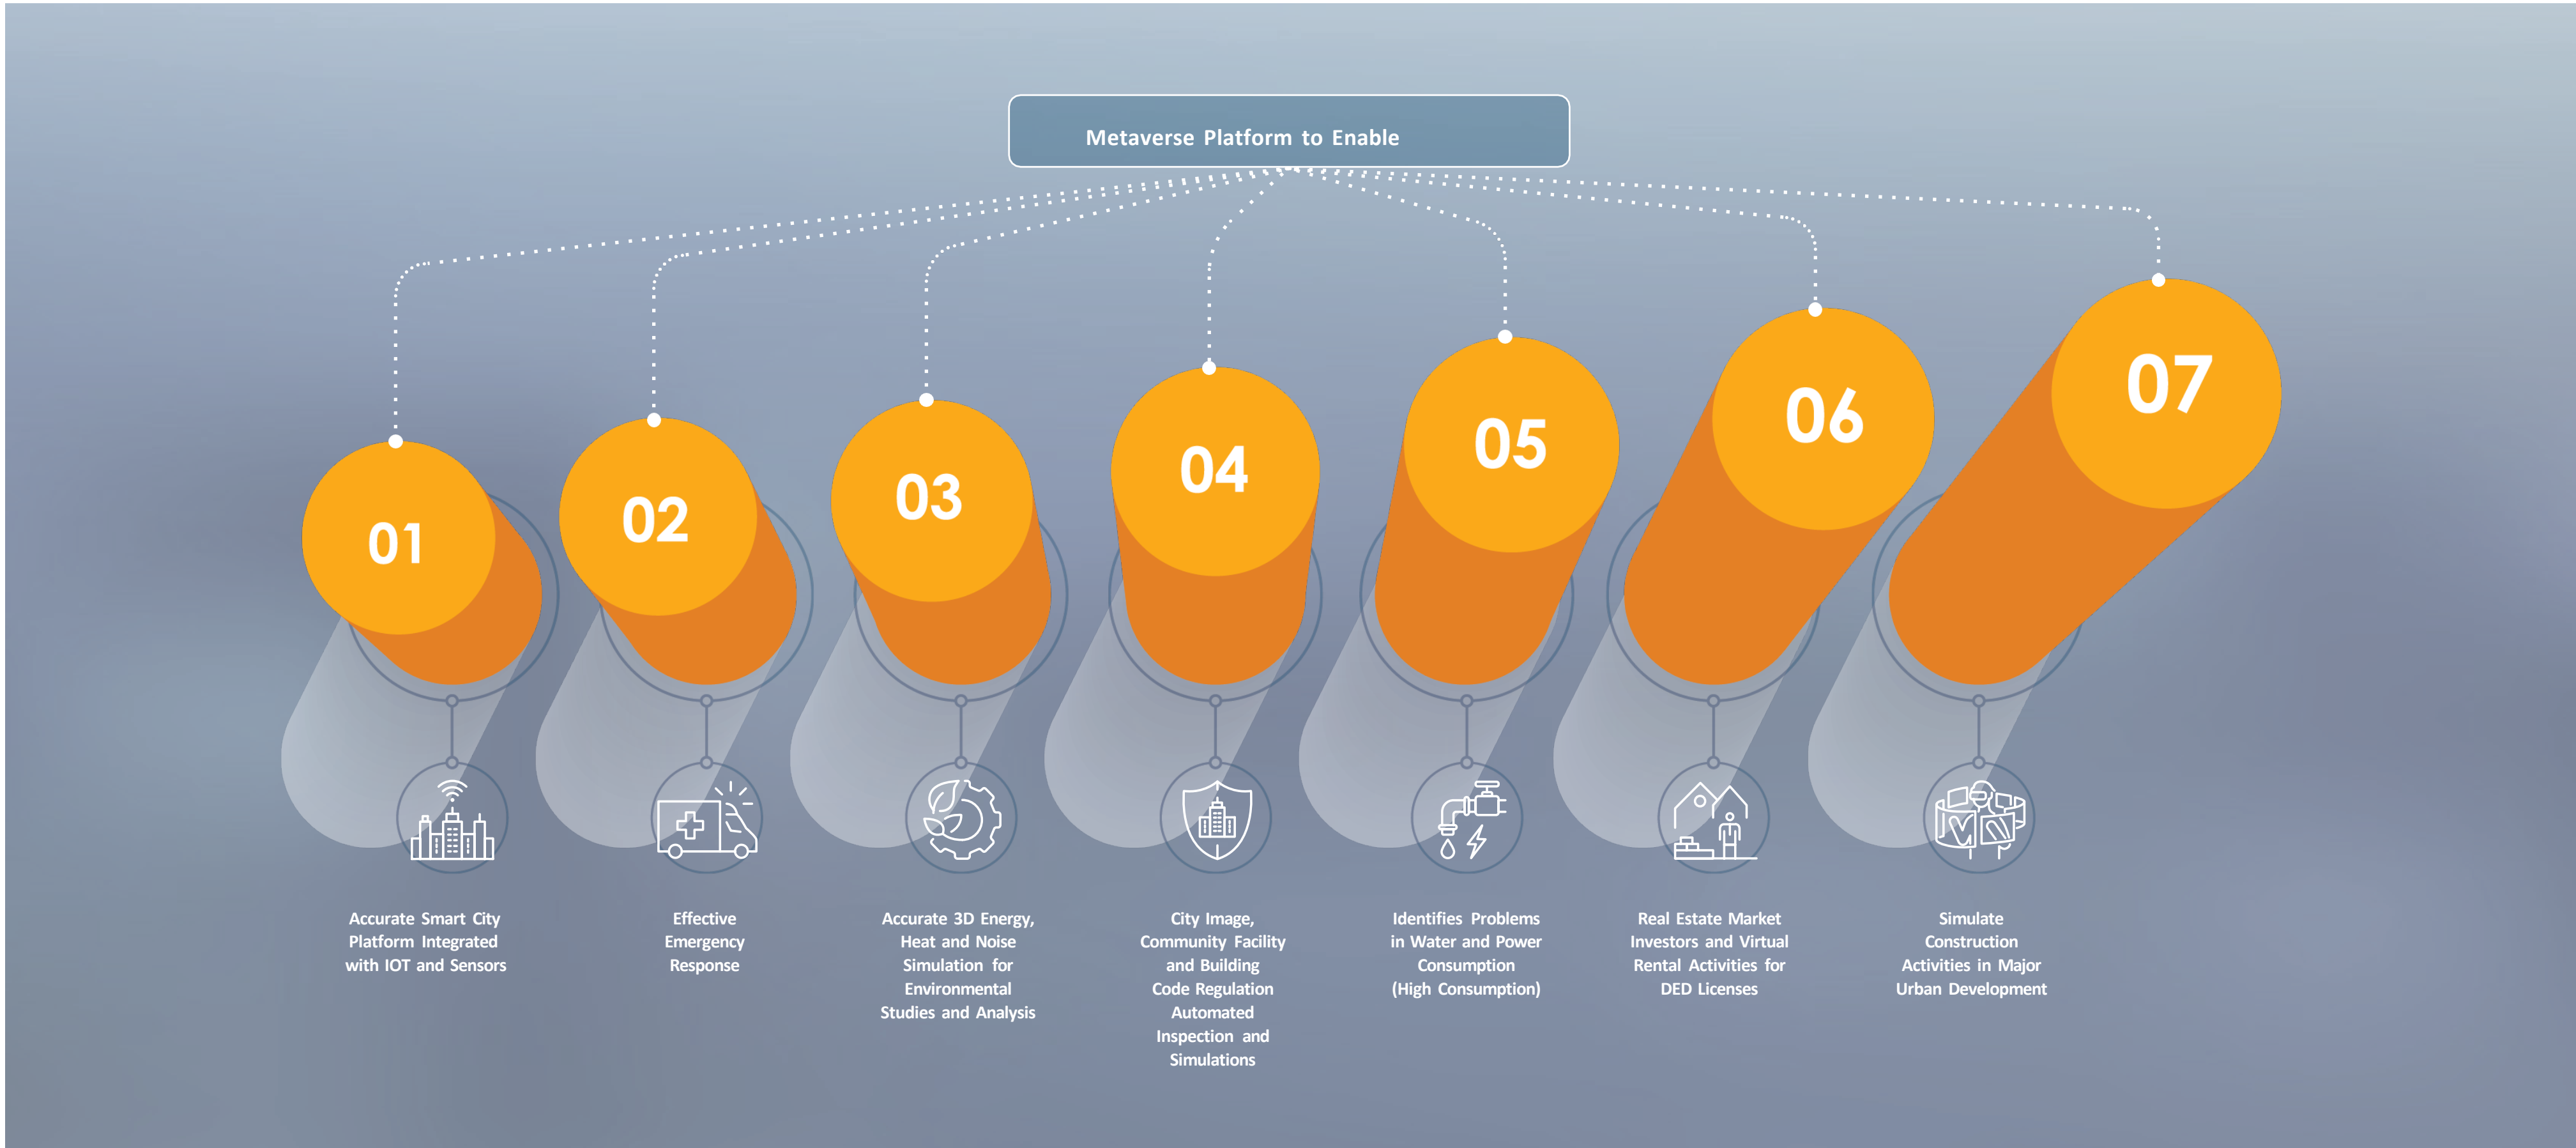 Metaverse Platform to Enable
01
02
03
04
05
06
07
Accurate Smart City
Platform Integrated
with IOT and Sensors
Effective
Emergency
Response
Accurate 3D Energy,
Heat and Noise
Simulation for
Environmental
Studies and Analysis
City Image,
Community Facility
and Building
Code Regulation
Automated
Inspection and
Simulations
Identifies Problems
in Water and Power
Consumption
(High Consumption)
Real Estate Market
Investors and Virtual
Rental Activities for
DED Licenses
Simulate
Construction
Activities in Major
Urban Development